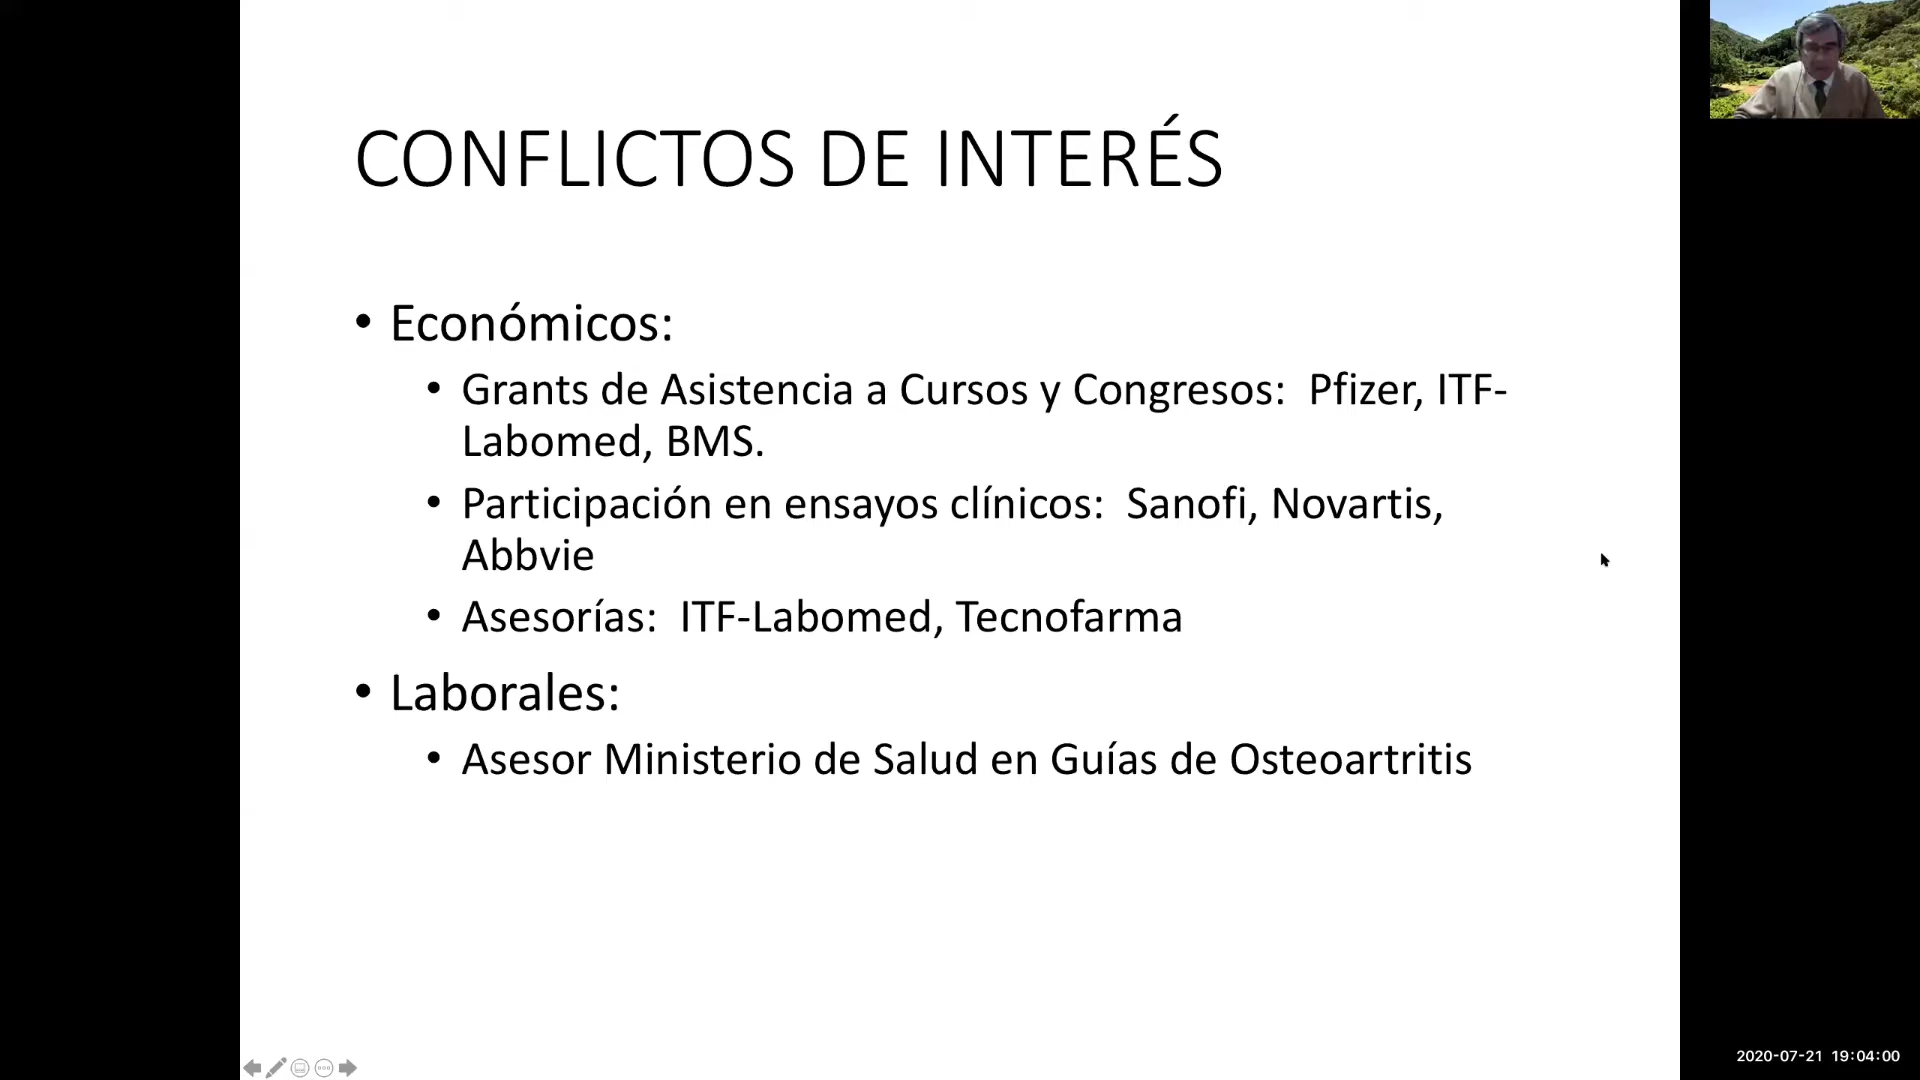 CONFLICTOS DE INTERÉS
• Económicos:
• Grants de Asistencia a Cursos y Congresos:  Pfizer, ITF-
Labomed, BMS.
• Participación en ensayos clínicos:  Sanofi, Novartis,
Abbvie
• Asesorías:  ITF-Labomed, Tecnofarma
• Laborales:
• Asesor Ministerio de Salud en Guías de Osteoartritis
2020-07-21 19:04:00